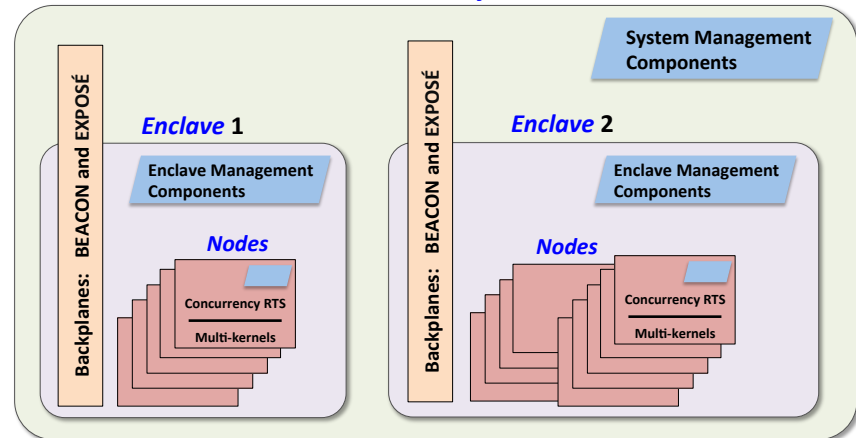 System Management
Components
Backplanes: BEACON and EXPOSÉ
Enclave 1
Enclave Management
Components
Nodes
Concurrency RTS
Multi-kernels
Backplanes: BEACON and EXPOSÉ
Enclave 2
Enclave Management
Components
Nodes
Concurrency RTS
Multi-kernels